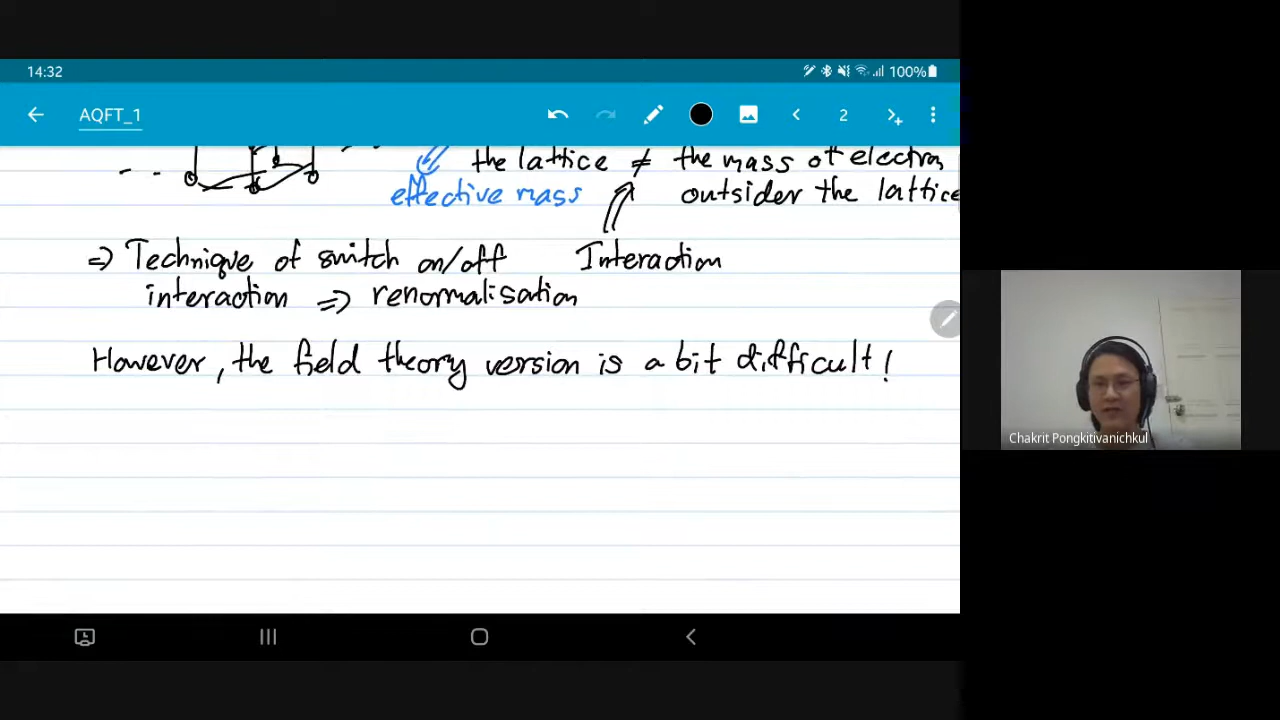 14:32
100%
AQFT_1
2
the lattice ≠ the mass of electron
effective mass
outsider the lattice
⇒ Technique of switch on/off
Interaction
interaction ⇒ renormalisation
However, the field theory version is a bit difficult!
Chakrit Pongkitivanichkul